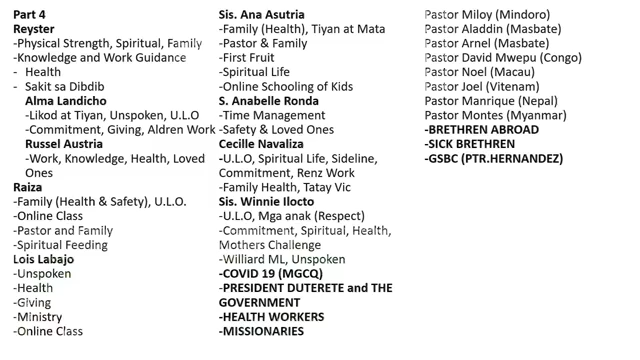 Part 4
Reyster
-Physical Strength, Spiritual, Family
-Knowledge and Work Guidance
- Health
- Sakit sa Dibdib
Alma Landicho
-Likod at Tiyan, Unspoken, U.L.O
-Commitment, Giving, Aldren Work
Russel Austria
-Work, Knowledge, Health, Loved
Ones
Raiza
-Family (Health & Safety), U.L.O.
-Online Class
-Pastor and Family
-Spiritual Feeding
Lois Labajo
-Unspoken
-Health
-Giving
-Ministry
-Online Class
Sis. Ana Asutria
-Family (Health), Tiyan at Mata
-Pastor & Family
-First Fruit
-Spiritual Life
-Online Schooling of Kids
S. Anabelle Ronda
-Time Management
-Safety & Loved Ones
Cecille Navaliza
-U.L.O, Spiritual Life, Sideline,
Commitment, Renz Work
-Family Health, Tatay Vic
Sis. Winnie Ilocto
-U.L.O, Mga anak (Respect)
-Commitment, Spiritual, Health,
Mothers Challenge
-Williard ML, Unspoken
-COVID 19 (MGCQ)
-PRESIDENT DUTERETE and THE
GOVERNMENT
-HEALTH WORKERS
-MISSIONARIES
Pastor Miloy (Mindoro)
Pastor Aladdin (Masbate)
Pastor Arnel (Masbate)
Pastor David Mwepu (Congo)
Pastor Noel (Macau)
Pastor Joel (Vitenam)
Pastor Manrique (Nepal)
Pastor Montes (Myanmar)
-BRETHREN ABROAD
-SICK BRETHREN
-GSBC (PTR.HERNANDEZ)